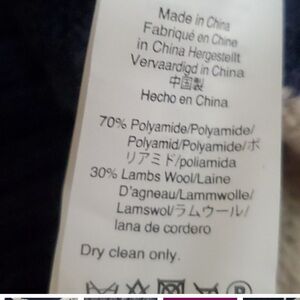 Made in China
Fabriqué en Chine
in China Hergestellt
Vervaardigd in China
中国製
Hecho en China
70% Polyamide/Polyamide/
Polyamid/Polyamide/ポ
リアミド/poliamida
30% Lambs Wool/Laine
D'agneau/Lammwolle/
Lamswol/ラムウール/
lana de cordero
Dry clean only.
P